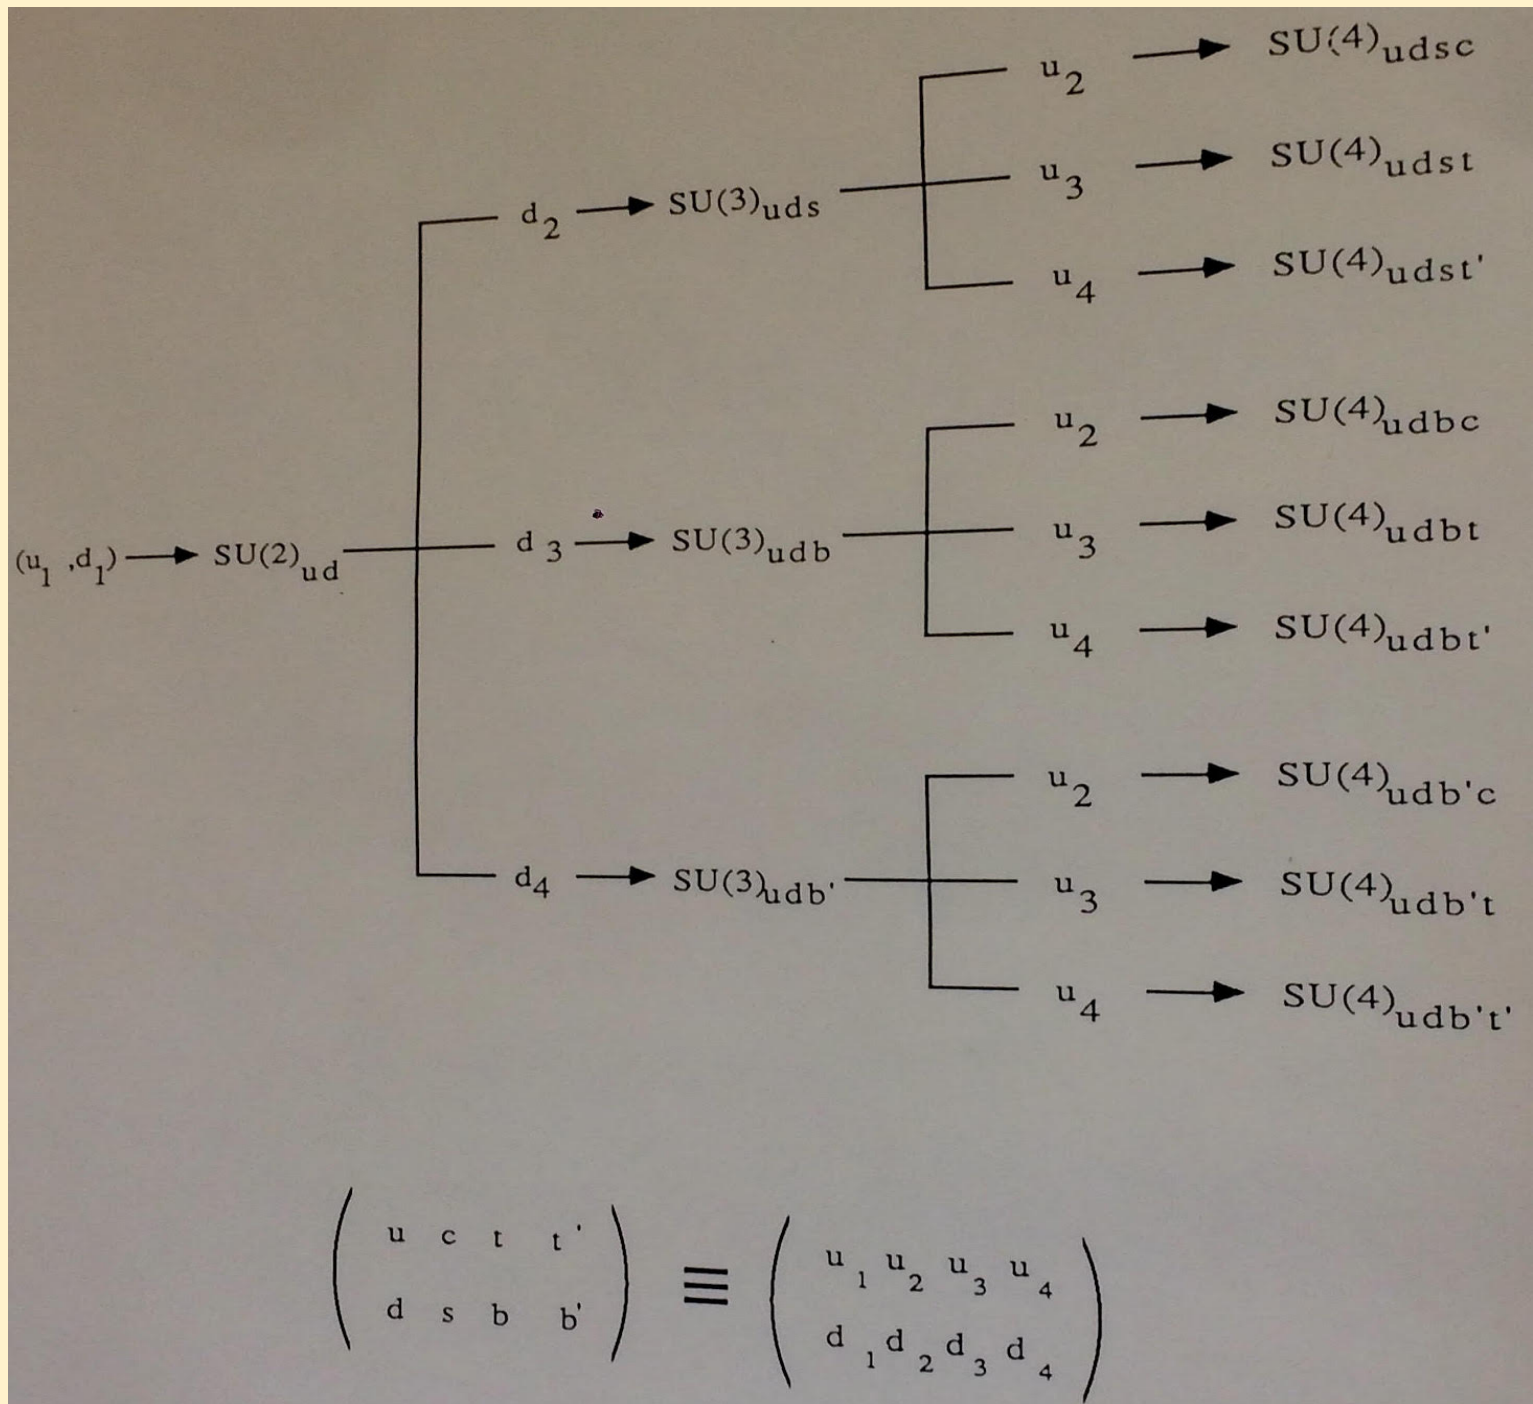 u₂ → SU(4)udsc
d₂ → SU(3)uds u₃ → SU(4)udst
u₄ → SU(4)udst'
u₂ → SU(4)udbc
(u₁ ,d₁) → SU(2)ud d₃ → SU(3)udb u₃ → SU(4)udbt
u₄ → SU(4)udbt'
u₂ → SU(4)udb'c
d₄ → SU(3)udb' u₃ → SU(4)udb't
u₄ → SU(4)udb't'
( u c t t' ) ≡ ( u₁ u₂ u₃ u₄ )
( d s b b' ) ( d₁ d₂ d₃ d₄ )